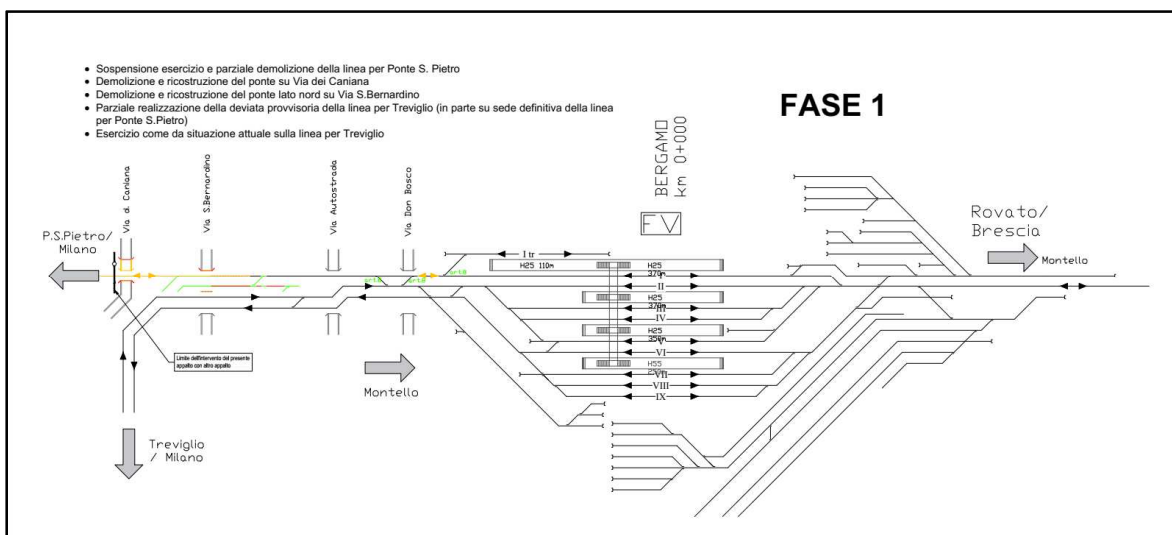 • Sospensione esercizio e parziale demolizione della linea per Ponte S. Pietro
• Demolizione e ricostruzione del ponte su Via dei Caniana
• Demolizione e ricostruzione del ponte lato nord su Via S.Bernardino
• Parziale realizzazione della deviata provvisoria della linea per Treviglio (in parte su sede definitiva della linea
per Ponte S.Pietro)
• Esercizio come da situazione attuale sulla linea per Treviglio
FASE 1
BERGAMO
km 0+000
FV
Via d. Caniana
Via S.Bernardino
Via Autostrada
Via Don Bosco
P.S.Pietro/
Milano
Rovato/
Brescia
Montello
I tr
H25 110m
H25
370m
I
II
H25
370m
III
IV
H25
350m
V
VI
H55
VII
VIII
IX
Limite dell'intervento del presente
appalto con altro appalto
Montello
Treviglio
/ Milano